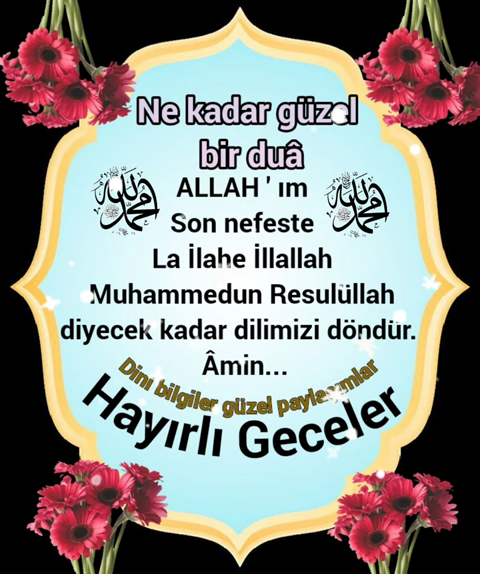 Ne kadar güzel
bir duâ
ALLAH ' ım
Son nefeste
La İlahe İllallah
Muhammedun Resulüllah
diyecek kadar dilimizi döndür.
Âmin...
Dini bilgiler güzel paylaşımlar
Hayırlı Geceler